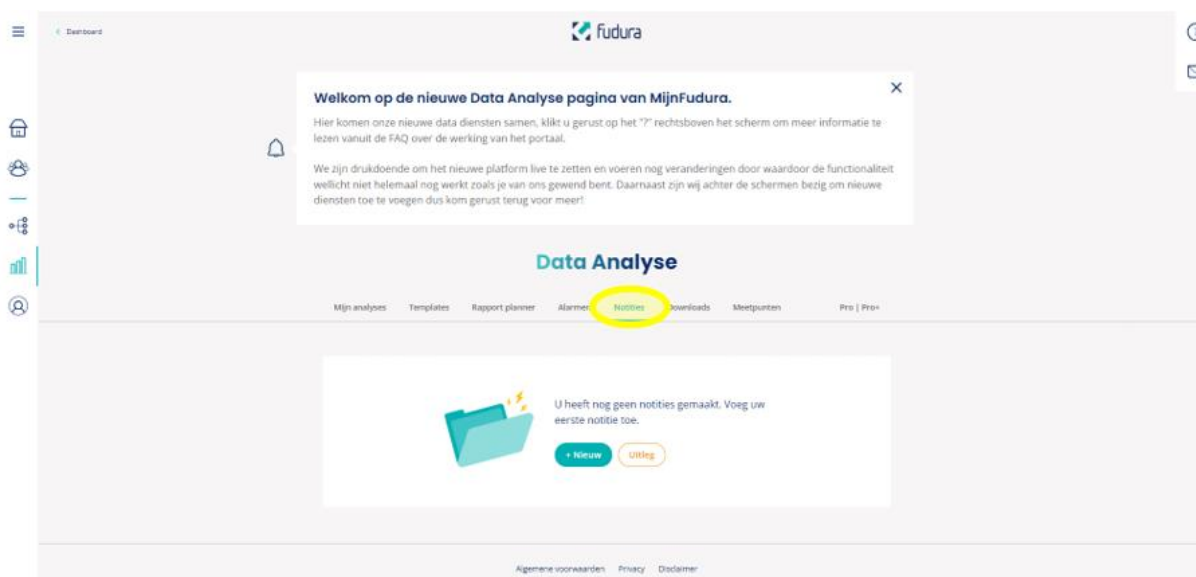 Dashboard
fudura
Welkom op de nieuwe Data Analyse pagina van MijnFudura.
Hier komen onze nieuwe data diensten samen, klikt u gerust op het "?" rechtsboven het scherm om meer informatie te
lezen vanuit de FAQ over de werking van het portaal.
We zijn drukdoende om het nieuwe platform live te zetten en voeren nog veranderingen door waardoor de functionaliteit
wellicht niet helemaal nog werkt zoals je van ons gewend bent. Daarnaast zijn wij achter de schermen bezig om nieuwe
diensten toe te voegen dus kom gerust terug voor meer!
Data Analyse
Mijn analyses Templates Rapport planner Alarmen Notities Downloads Meetpunten Pro | Pro+
U heeft nog geen notities gemaakt. Voeg uw
eerste notitie toe.
+ Nieuw Uitleg
Algemene voorwaarden Privacy Disclaimer